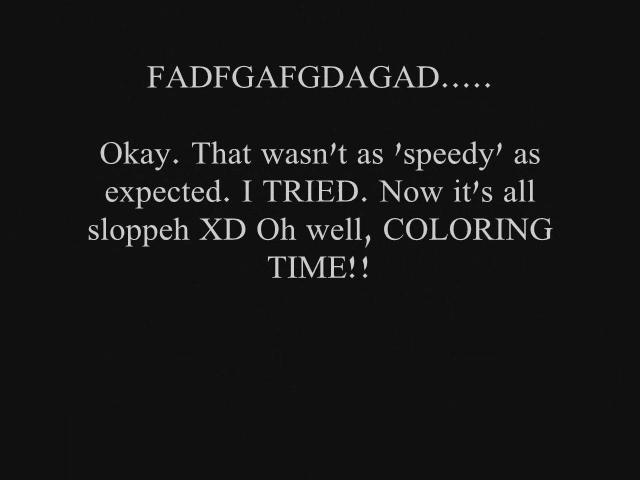 FADFGAFGDAGAD.....
Okay. That wasn't as 'speedy' as
expected. I TRIED. Now it's all
sloppeh XD Oh well, COLORING
TIME!!